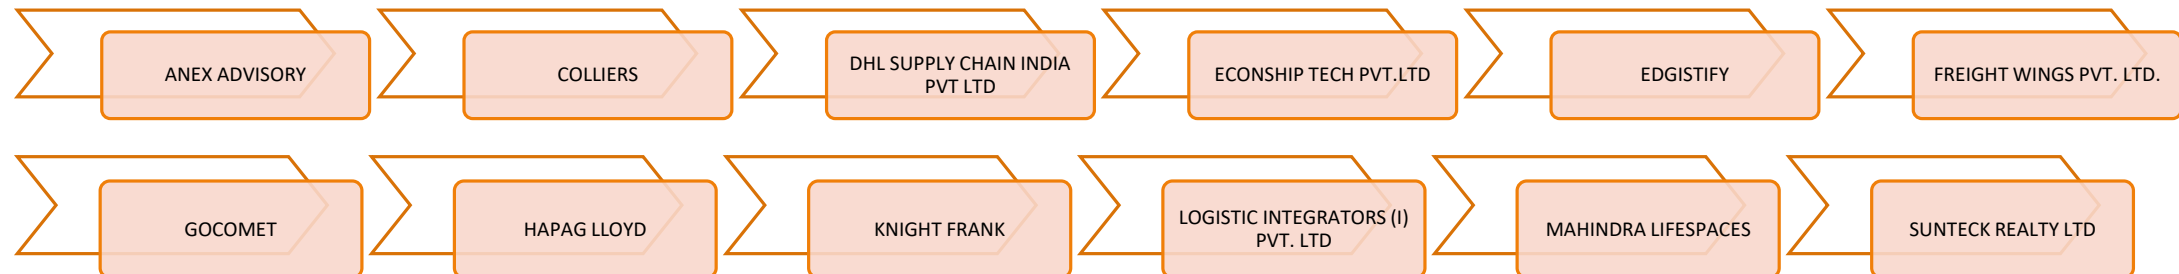 ANEX ADVISORY
COLLIERS
DHL SUPPLY CHAIN INDIA
PVT LTD
ECONSHIP TECH PVT.LTD
EDGISTIFY
FREIGHT WINGS PVT. LTD.
GOCOMET
HAPAG LLOYD
KNIGHT FRANK
LOGISTIC INTEGRATORS (I)
PVT. LTD
MAHINDRA LIFESPACES
SUNTECK REALTY LTD